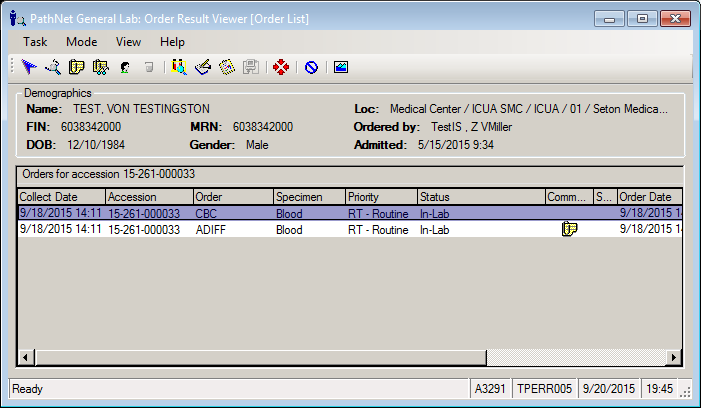 PathNet General Lab: Order Result Viewer [Order List]
Task Mode View Help
Demographics
Name: TEST, VON TESTINGSTON Loc: Medical Center / ICUA SMC / ICUA / 01 / Seton Medica...
FIN: 6038342000 MRN: 6038342000 Ordered by: TestIS , Z VMiller
DOB: 12/10/1984 Gender: Male Admitted: 5/15/2015 9:34
Orders for accession 15-261-000033
Collect Date Accession Order Specimen Priority Status Comm... S... Order Date
9/18/2015 14:11 15-261-000033 CBC Blood RT - Routine In-Lab 9/18/2015 14
9/18/2015 14:11 15-261-000033 ADIFF Blood RT - Routine In-Lab 9/18/2015 14
Ready A3291 TPERR005 9/20/2015 19:45